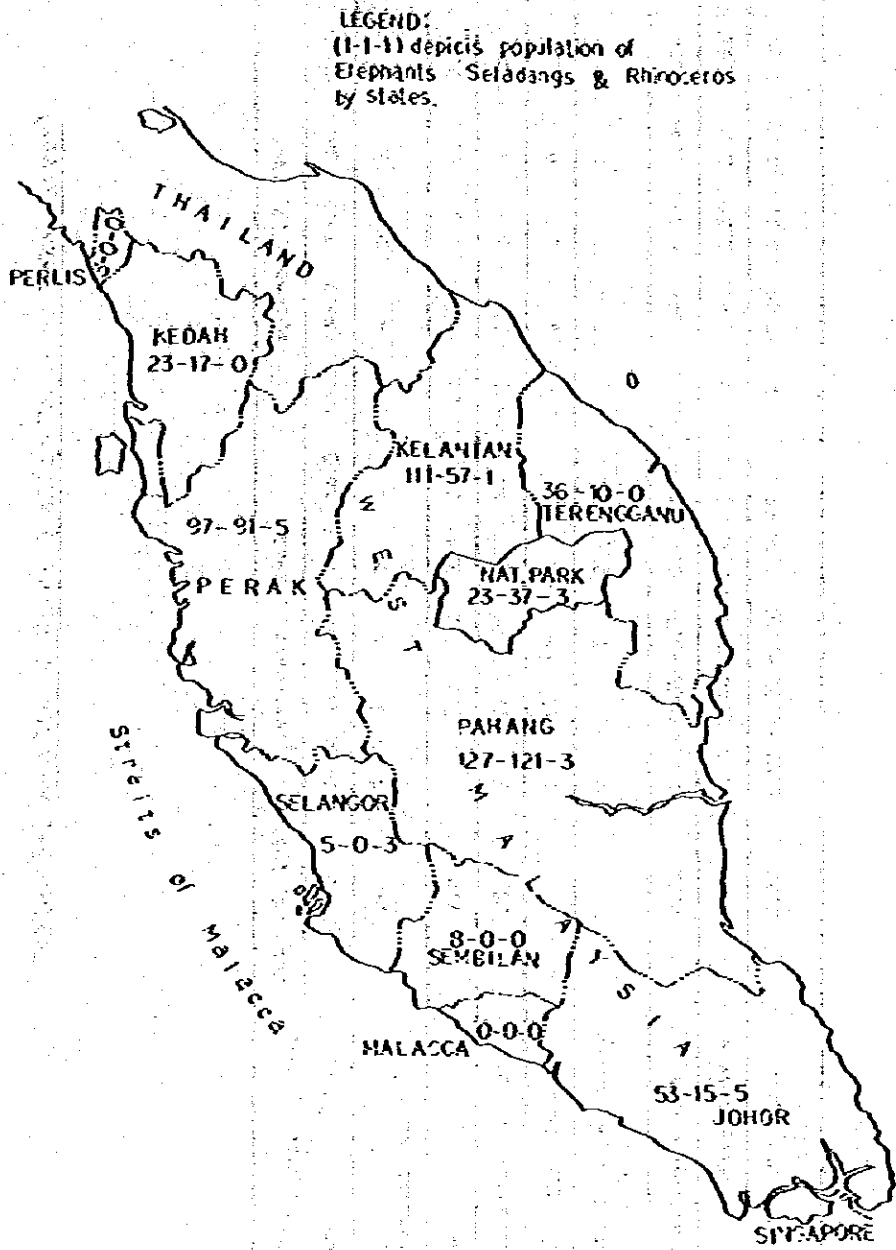 LEGEND:
(1-1-1) depicts population of
Elephants Seladangs & Rhinoceros
by states.
THAILAND
0-0-0
PERLIS
KEDAH
23-17-0
KELANTAN
111-57-1
36-10-0
TERENGGANU
97-91-5
PERAK
NAT. PARK
23-37-3
WEST MALAYSIA
PAHANG
127-121-3
Straits of Malacca
SELANGOR
5-0-3
8-0-0
SEMBILAN
MALACCA
0-0-0
53-15-5
JOHOR
SINGAPORE